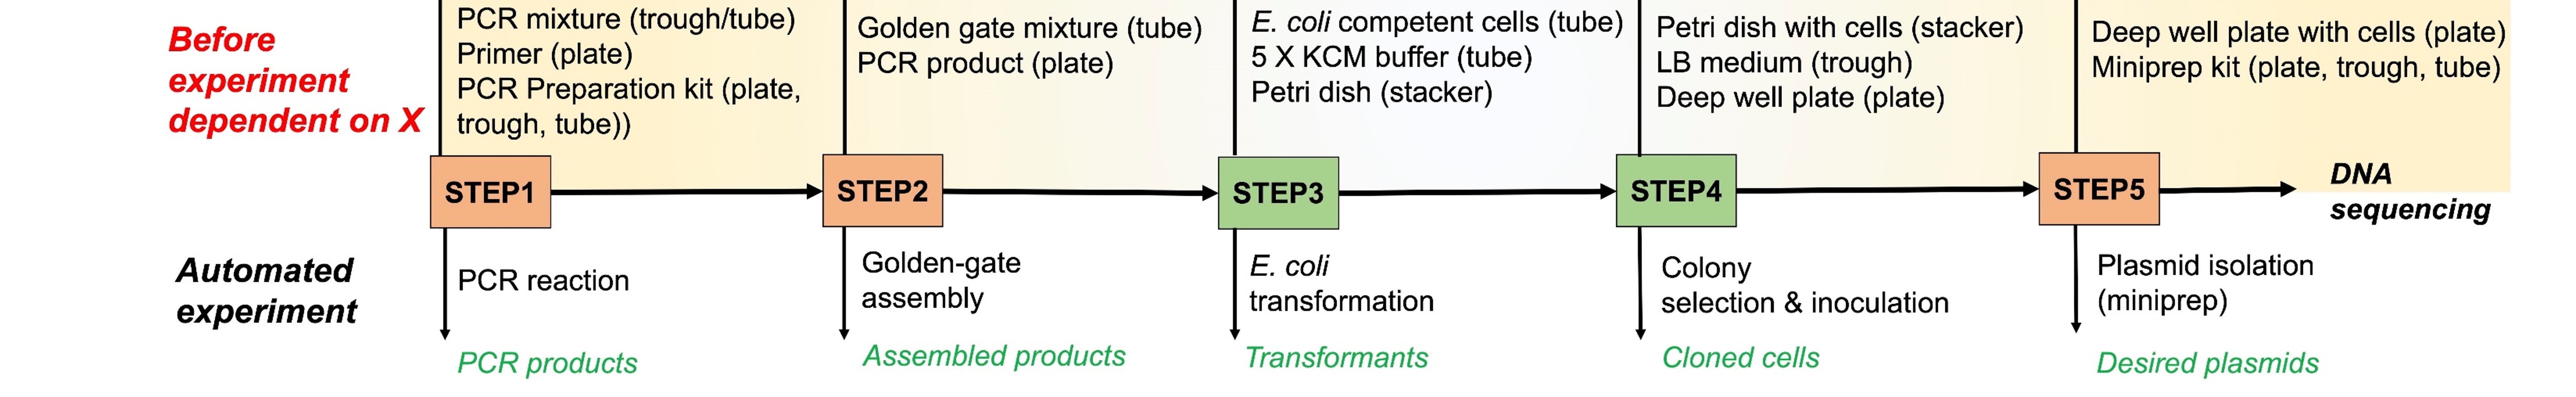 Before
experiment
dependent on X
PCR mixture (trough/tube)
Primer (plate)
PCR Preparation kit (plate,
trough, tube))
Golden gate mixture (tube)
PCR product (plate)
E. coli competent cells (tube)
5 X KCM buffer (tube)
Petri dish (stacker)
Petri dish with cells (stacker)
LB medium (trough)
Deep well plate (plate)
Deep well plate with cells (plate)
Miniprep kit (plate, trough, tube)
STEP1
STEP2
STEP3
STEP4
STEP5
DNA
sequencing
Automated
experiment
PCR reaction
Golden-gate
assembly
E. coli
transformation
Colony
selection & inoculation
Plasmid isolation
(miniprep)
PCR products
Assembled products
Transformants
Cloned cells
Desired plasmids